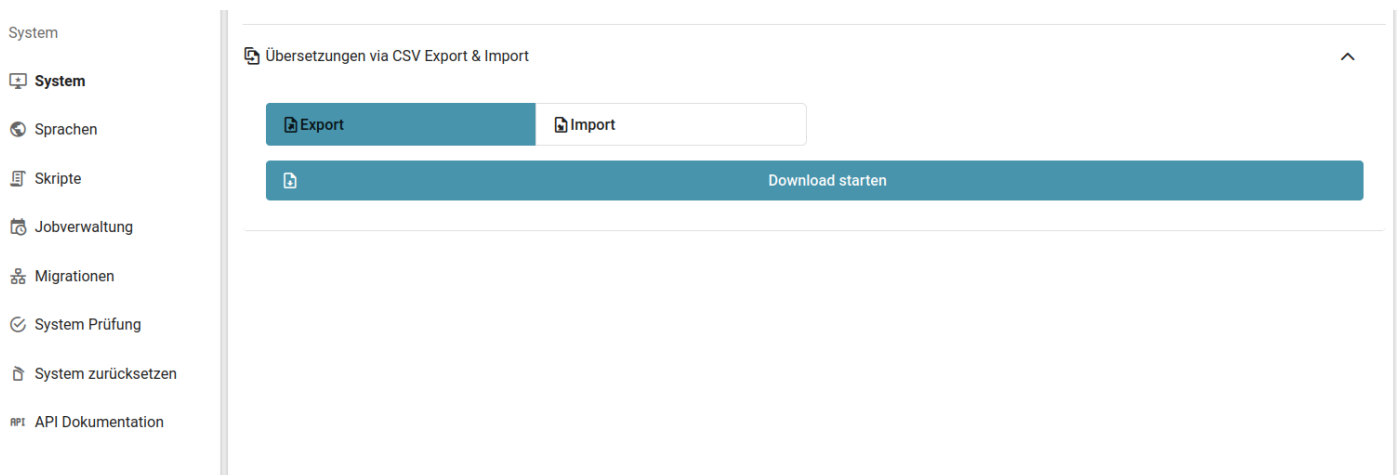 System
System
Sprachen
Skripte
Jobverwaltung
Migrationen
System Prüfung
System zurücksetzen
API API Dokumentation
Übersetzungen via CSV Export & Import
Export
Import
Download starten